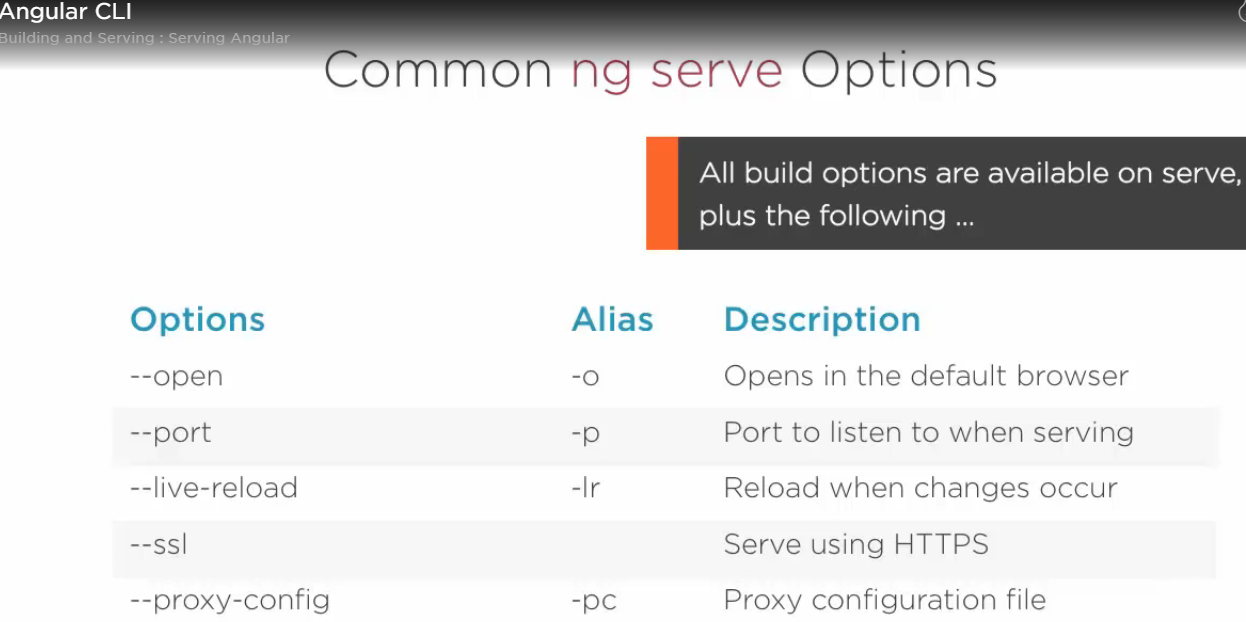 Angular CLI
Building and Serving : Serving Angular
Common ng serve Options
All build options are available on serve,
plus the following ...
Options Alias Description
--open -o Opens in the default browser
--port -p Port to listen to when serving
--live-reload -lr Reload when changes occur
--ssl Serve using HTTPS
--proxy-config -pc Proxy configuration file